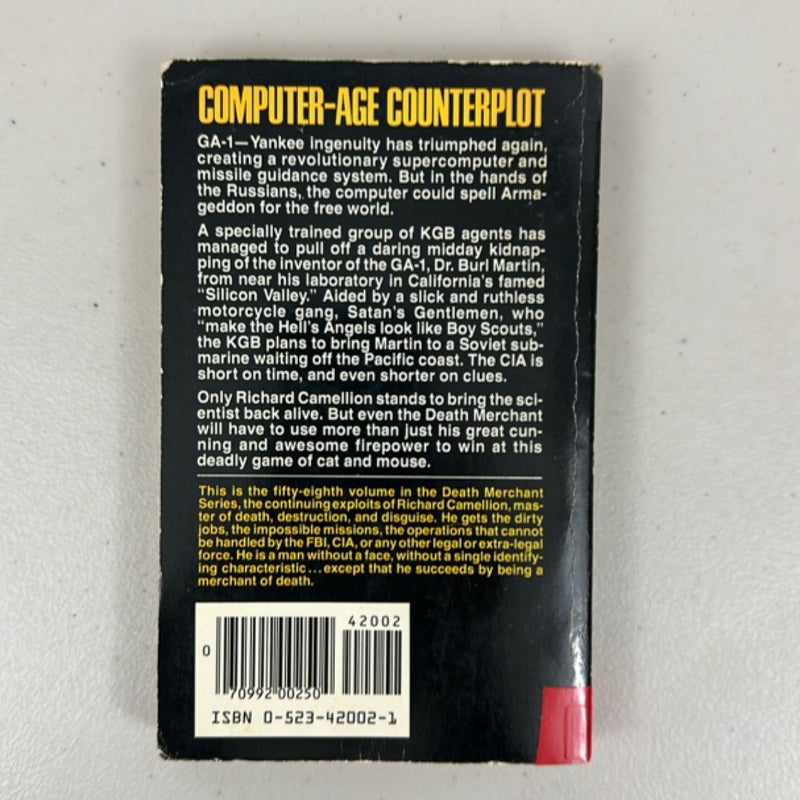 COMPUTER-AGE COUNTERPLOT
GA-1—Yankee ingenuity has triumphed again,
creating a revolutionary supercomputer and
missile guidance system. But in the hands of
the Russians, the computer could spell Arma-
geddon for the free world.
A specially trained group of KGB agents has
managed to pull off a daring midday kidnap-
ping of the inventor of the GA-1, Dr. Burl Martin,
from near his laboratory in California's famed
"Silicon Valley." Aided by a slick and ruthless
motorcycle gang, Satan's Gentlemen, who
"make the Hell's Angels look like Boy Scouts,"
the KGB plans to bring Martin to a Soviet sub-
marine waiting off the Pacific coast. The CIA is
short on time, and even shorter on clues.
Only Richard Camellion stands to bring the sci-
entist back alive. But even the Death Merchant
will have to use more than just his great cun-
ning and awesome firepower to win at this
deadly game of cat and mouse.
This is the fifty-eighth volume in the Death Merchant
Series, the continuing exploits of Richard Camellion, mas-
ter of death, destruction, and disguise. He gets the dirty
jobs, the impossible missions, the operations that cannot
be handled by the FBI, CIA, or any other legal or extra-legal
force. He is a man without a face, without a single identify-
ing characteristic...except that he succeeds by being a
merchant of death.
42002
0
70992 00250
ISBN 0-523-42002-1